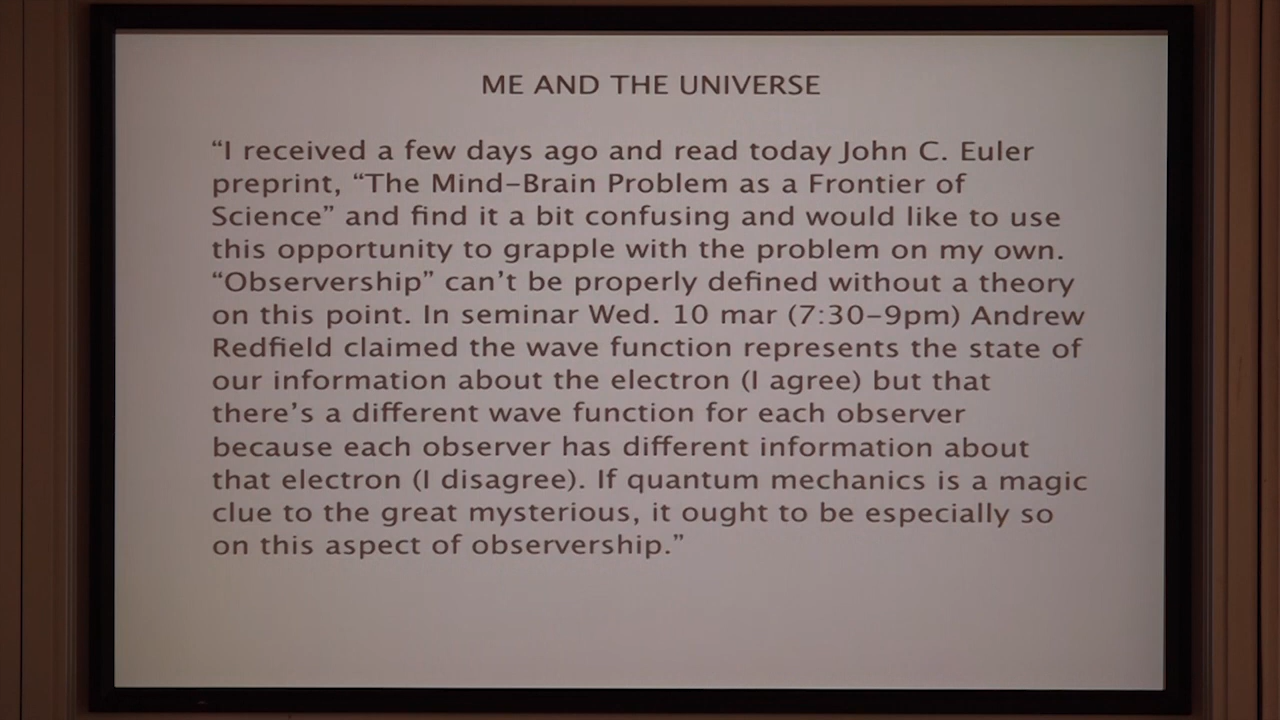 ME AND THE UNIVERSE
“I received a few days ago and read today John C. Euler
preprint, “The Mind–Brain Problem as a Frontier of
Science” and find it a bit confusing and would like to use
this opportunity to grapple with the problem on my own.
“Observership” can’t be properly defined without a theory
on this point. In seminar Wed. 10 mar (7:30–9pm) Andrew
Redfield claimed the wave function represents the state of
our information about the electron (I agree) but that
there’s a different wave function for each observer
because each observer has different information about
that electron (I disagree). If quantum mechanics is a magic
clue to the great mysterious, it ought to be especially so
on this aspect of observership.”